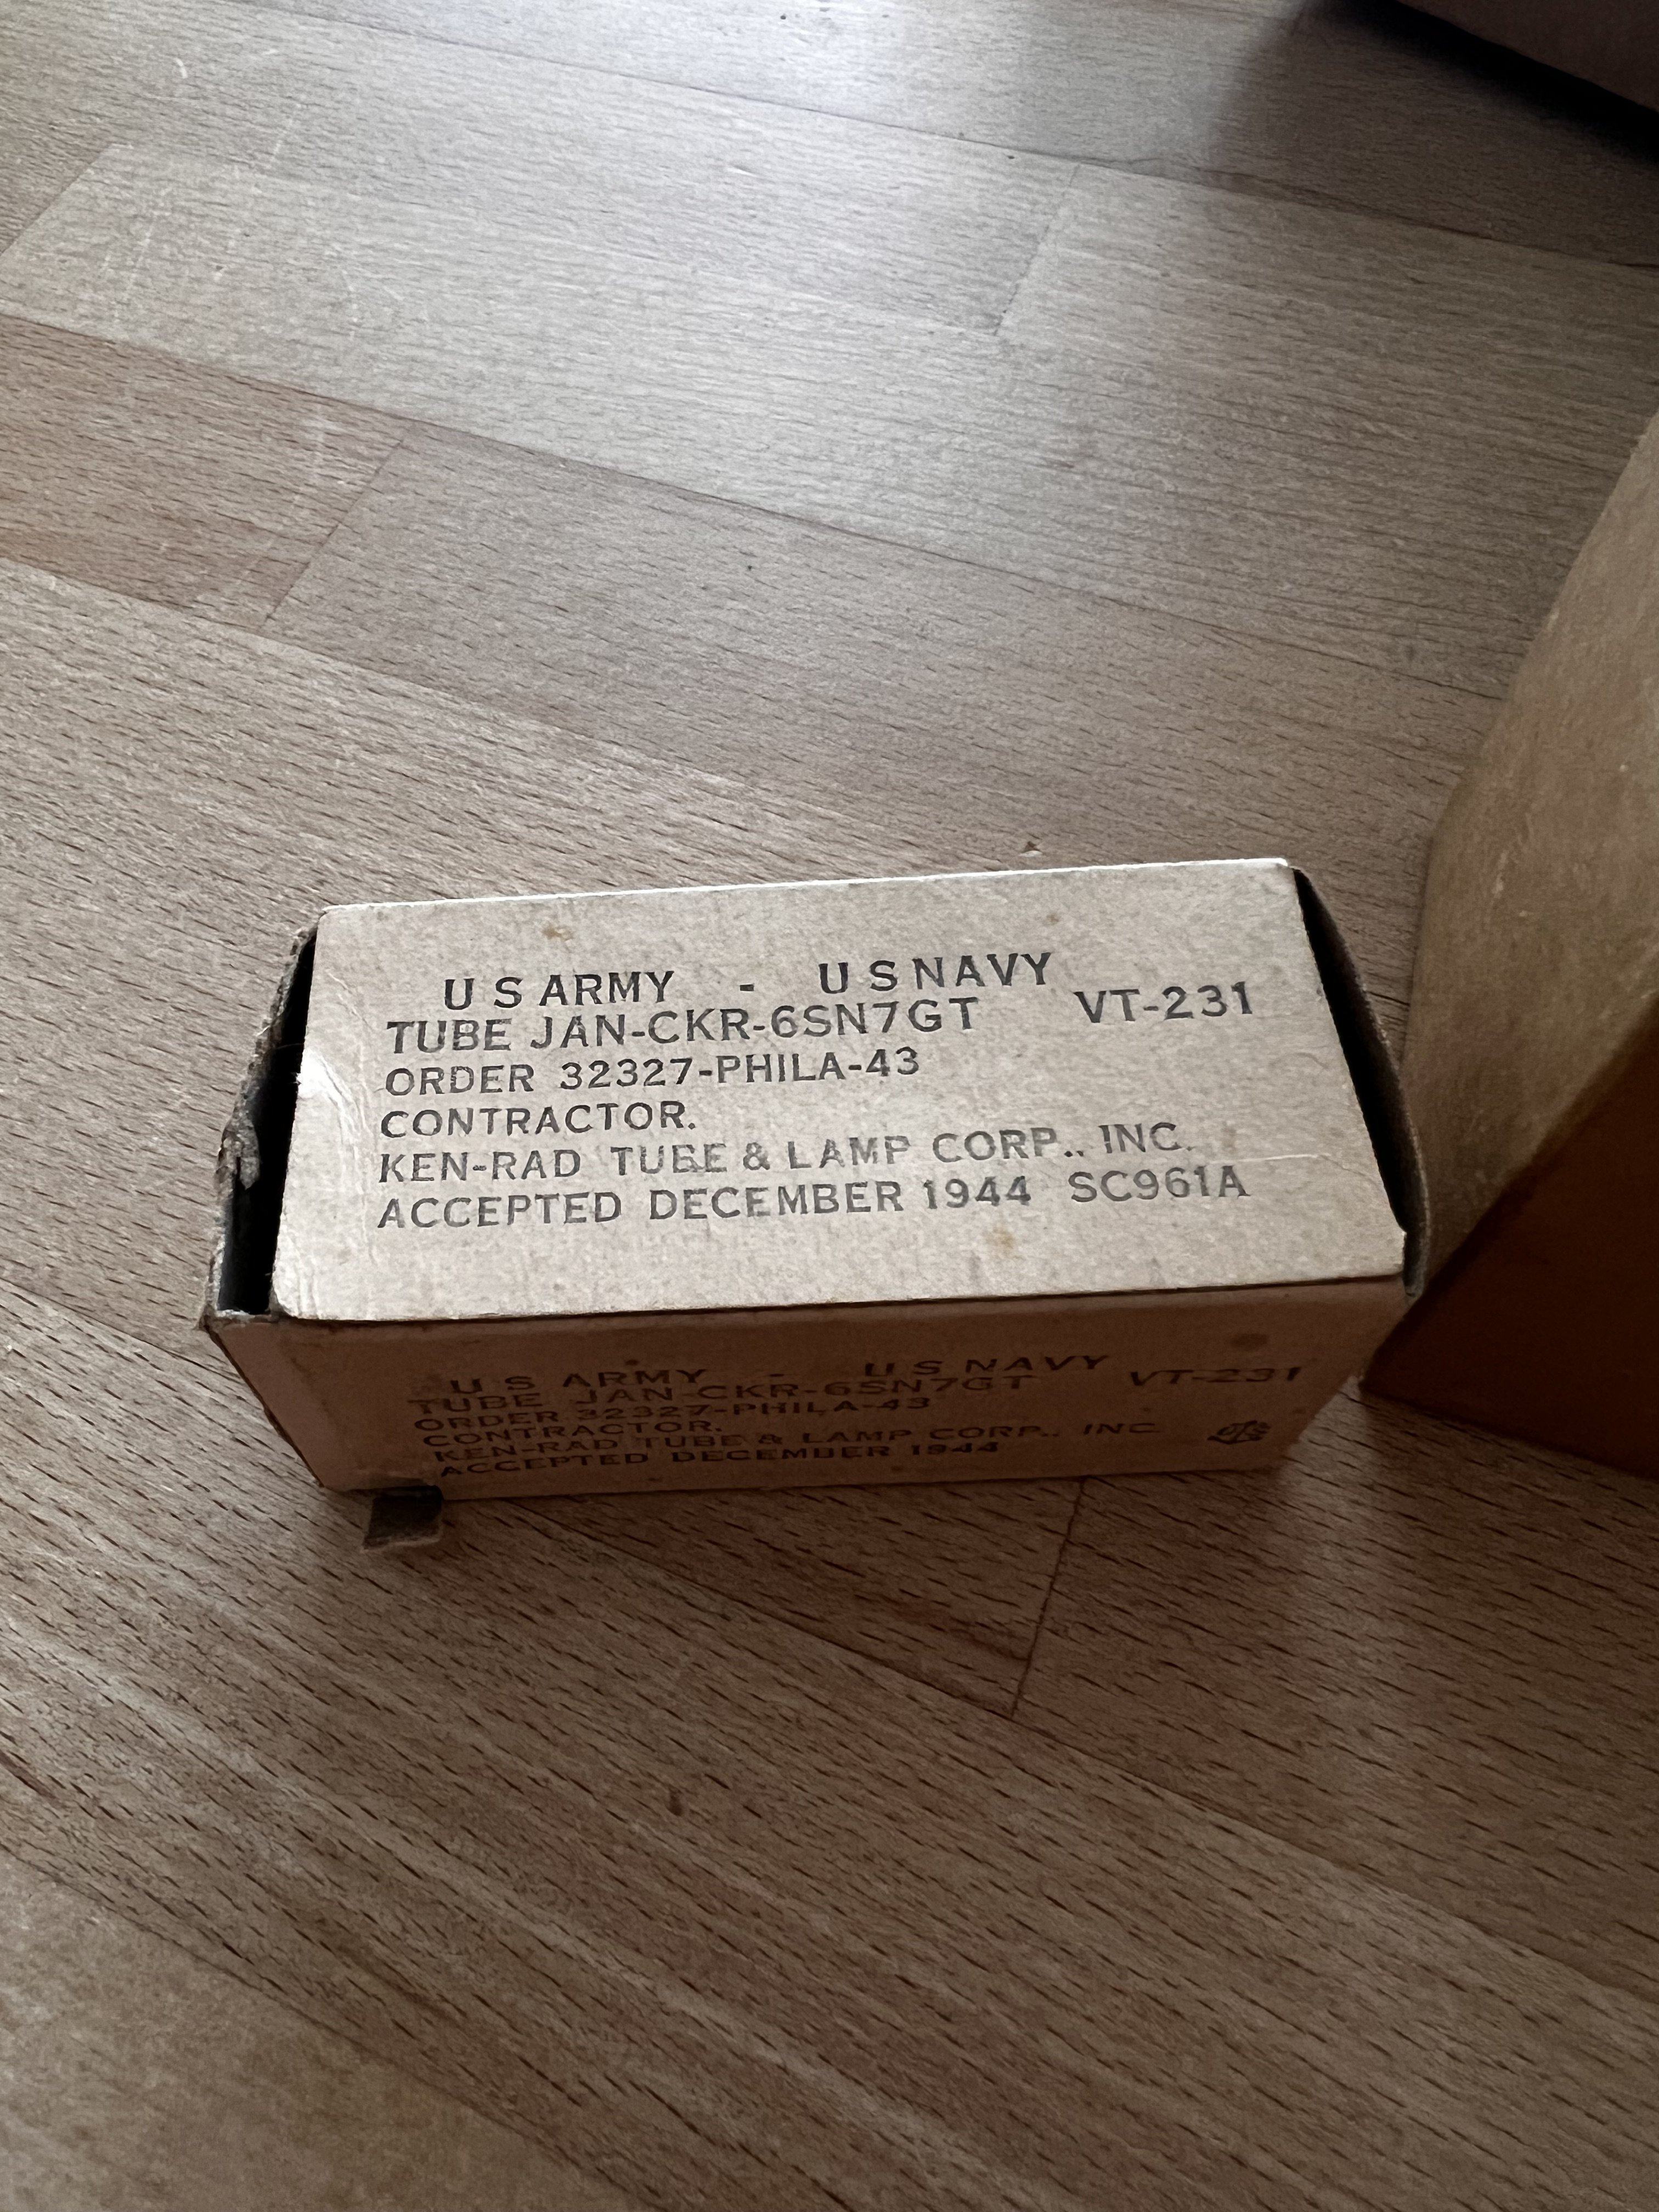 U S ARMY - U S NAVY
TUBE JAN-CKR-6SN7GT VT-231
ORDER 32327-PHILA-43
CONTRACTOR.
KEN-RAD TUBE & LAMP CORP., INC.
ACCEPTED DECEMBER 1944 SC961A
U S ARMY - U S NAVY
TUBE JAN-CKR-6SN7GT VT-231
ORDER 32327-PHILA-43
CONTRACTOR.
KEN-RAD TUBE & LAMP CORP., INC
ACCEPTED DECEMBER 1944